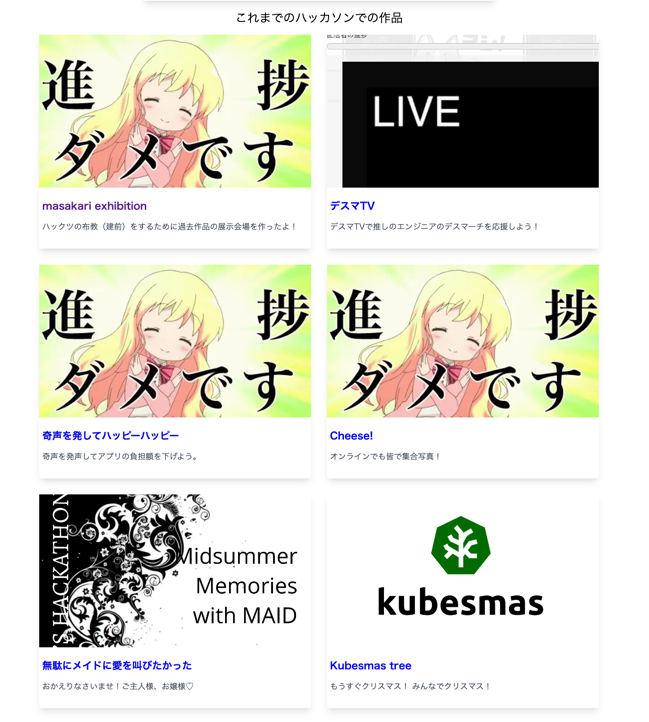 これまでのハッカソンでの作品
進捗
ダメです
masakari exhibition
ハックツの布教（建前）をするために過去作品の展示会場を作ったよ！
LIVE
デスマTV
デスマTVで推しのエンジニアのデスマーチを応援しよう！
進捗
ダメです
奇声を発してハッピーハッピー
奇声を発声してアプリの負担額を下げよう。
進捗
ダメです
Cheese!
オンラインでも皆で集合写真！
S HACKATHON
Midsummer
Memories
with MAID
無駄にメイドに愛を叫びたかった
おかえりなさいませ！ご主人様、お嬢様♡
kubesmas
Kubesmas tree
もうすぐクリスマス！ みんなでクリスマス！